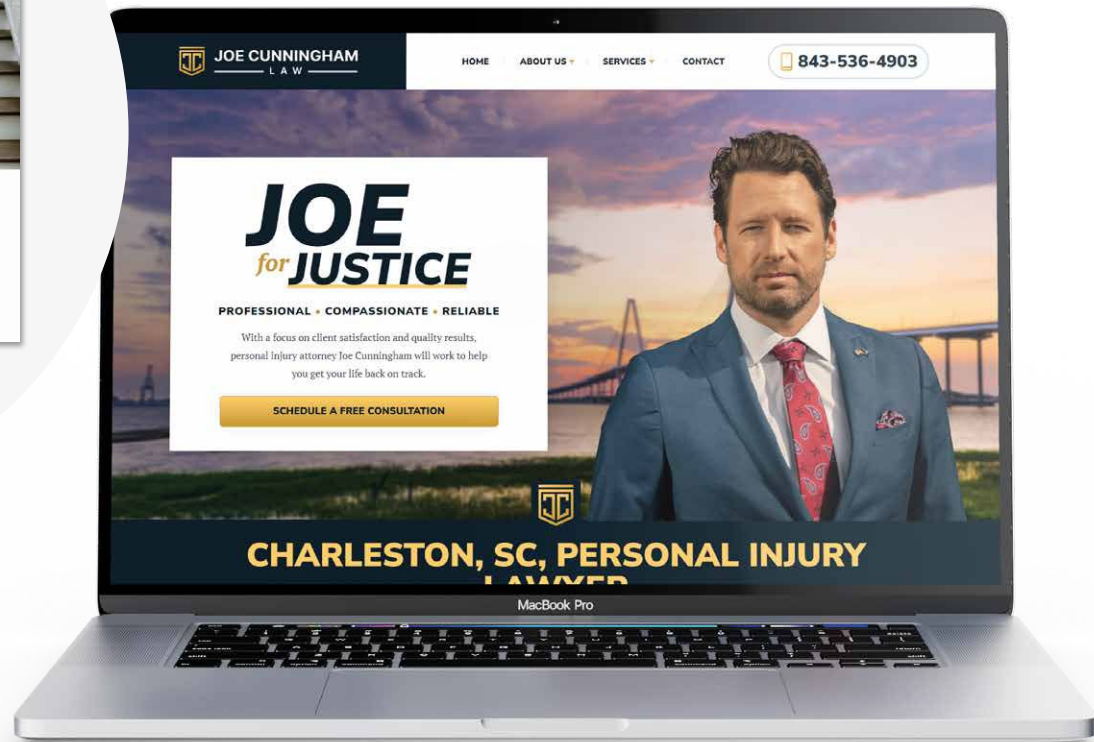 JOE CUNNINGHAM
LAW
HOME ABOUT US SERVICES CONTACT
843-536-4903
JOE
for JUSTICE
PROFESSIONAL • COMPASSIONATE • RELIABLE
With a focus on client satisfaction and quality results,
personal injury attorney Joe Cunningham will work to help
you get your life back on track.
SCHEDULE A FREE CONSULTATION
CHARLESTON, SC, PERSONAL INJURY
LAWYER
MacBook Pro